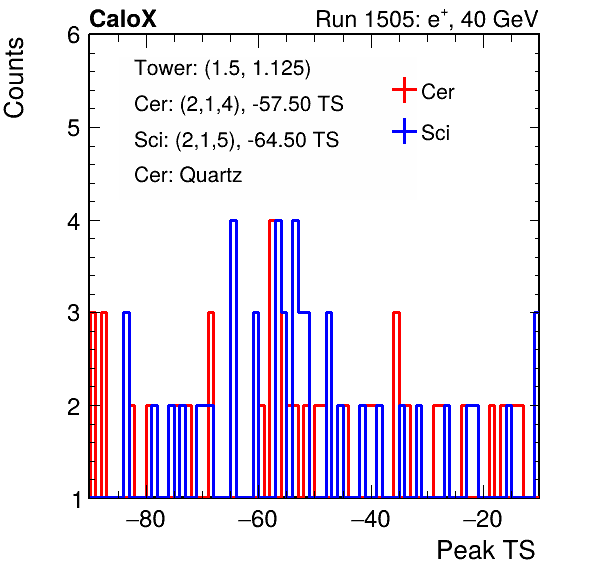 CaloX Run 1505: e⁺, 40 GeV
Counts
6
Tower: (1.5, 1.125)
Cer: (2,1,4), -57.50 TS
Sci: (2,1,5), -64.50 TS
Cer: Quartz
Cer
Sci
5
4
3
2
1
−80 −60 −40 −20
Peak TS